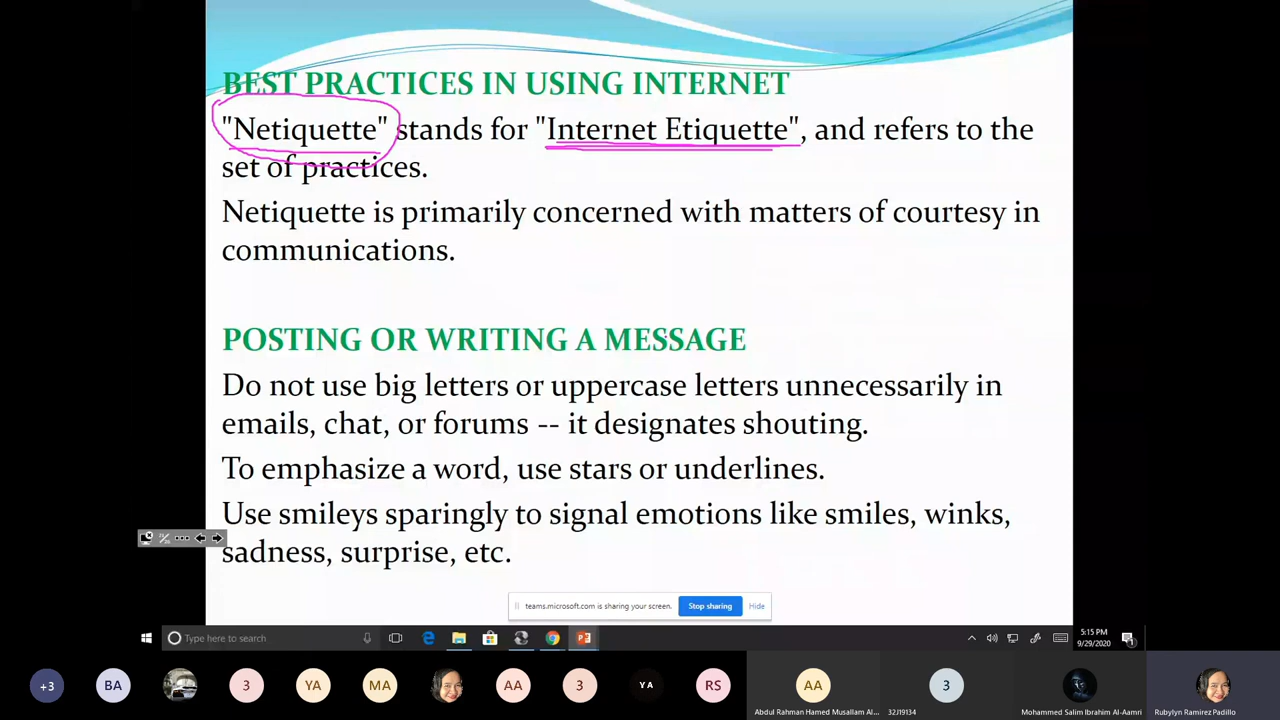 BEST PRACTICES IN USING INTERNET
"Netiquette" stands for "Internet Etiquette", and refers to the
set of practices.
Netiquette is primarily concerned with matters of courtesy in
communications.
POSTING OR WRITING A MESSAGE
Do not use big letters or uppercase letters unnecessarily in
emails, chat, or forums -- it designates shouting.
To emphasize a word, use stars or underlines.
Use smileys sparingly to signal emotions like smiles, winks,
sadness, surprise, etc.
teams.microsoft.com is sharing your screen. Stop sharing Hide
Type here to search
5:15 PM
9/29/2020
+3 BA 3 YA MA AA 3 Y A RS AA 3
Abdul Rahman Hamed Musallam Al... 32J19134 Mohammed Salim Ibrahim Al-Aamri Rubylyn Ramirez Padillo